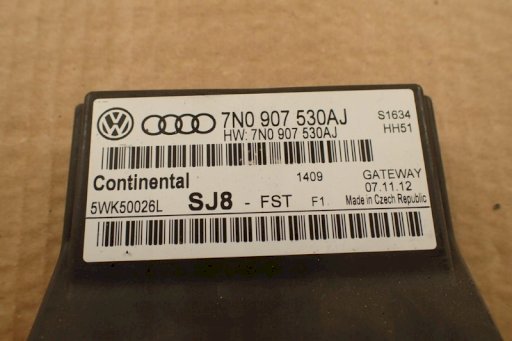 7N0 907 530AJ S1634
HW: 7N0 907 530AJ HH51
Continental 1409 GATEWAY
07.11.12
5WK50026L SJ8 - FST F1 Made in Czech Republic